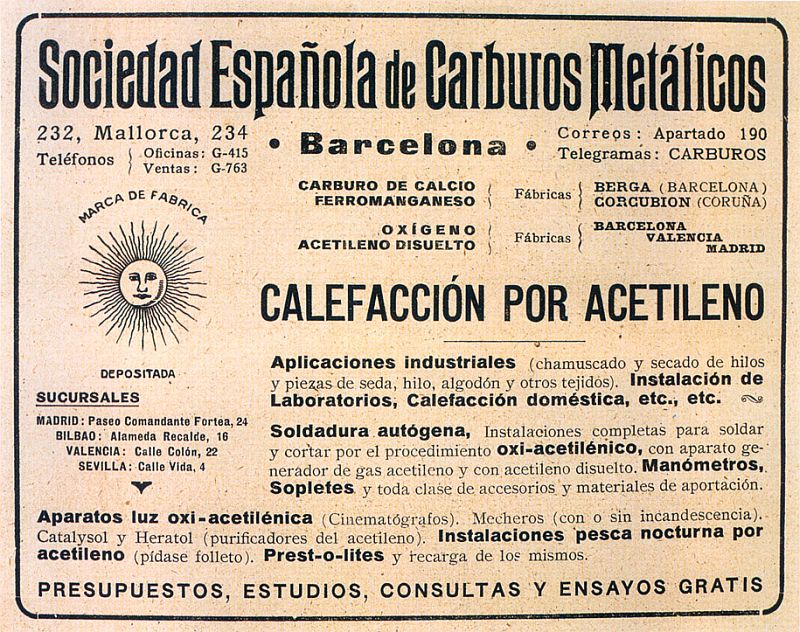 Sociedad Española de Carburos Metálicos
232, Mallorca, 234
Teléfonos { Oficinas: G-415
Ventas: G-763
• Barcelona •
Correos: Apartado 190
Telegramas: CARBUROS
MARCA DE FABRICA
DEPOSITADA
CARBURO DE CALCIO
FERROMANGANESO
Fábricas
BERGA (BARCELONA)
CORCUBION (CORUÑA)
OXÍGENO
ACETILENO DISUELTO
Fábricas
BARCELONA
VALENCIA
MADRID
CALEFACCIÓN POR ACETILENO
SUCURSALES
MADRID: Paseo Comandante Fortea, 24
BILBAO: Alameda Recalde, 16
VALENCIA: Calle Colón, 22
SEVILLA: Calle Vida, 4
Aplicaciones industriales (chamuscado y secado de hilos
y piezas de seda, hilo, algodón y otros tejidos). Instalación de
Laboratorios, Calefacción doméstica, etc., etc.
Soldadura autógena, Instalaciones completas para soldar
y cortar por el procedimiento oxi-acetilénico, con aparato ge-
nerador de gas acetileno y con acetileno disuelto. Manómetros,
Sopletes y toda clase de accesorios y materiales de aportación.
Aparatos luz oxi-acetilénica (Cinematógrafos). Mecheros (con o sin incandescencia).
Catalysol y Heratol (purificadores del acetileno). Instalaciones pesca nocturna por
acetileno (pídase folleto). Prest-o-lites y recarga de los mismos.
PRESUPUESTOS, ESTUDIOS, CONSULTAS Y ENSAYOS GRATIS